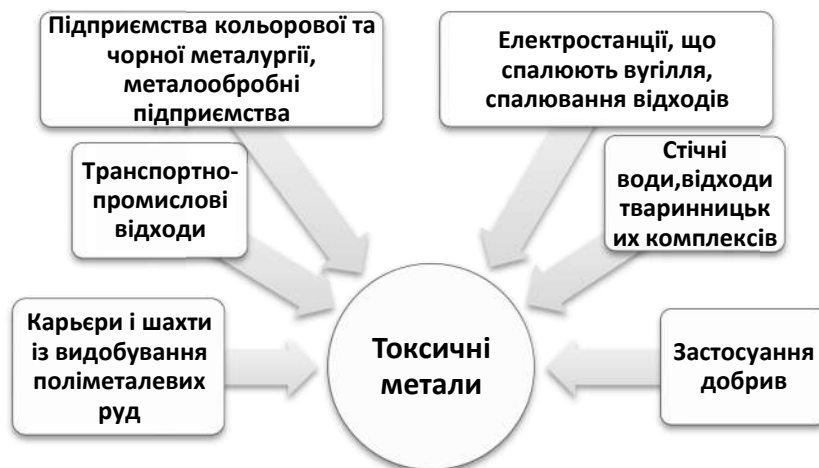 Підприємства кольорової та
чорної металургії,
металообробні
підприємства
Електростанції, що
спалюють вугілля,
спалювання відходів
Транспортно-
промислові
відходи
Стічні
води,відходи
тваринницьк
их комплексів
Карьєри і шахти
із видобування
поліметалевих
руд
Токсичні
метали
Застосуання
добрив